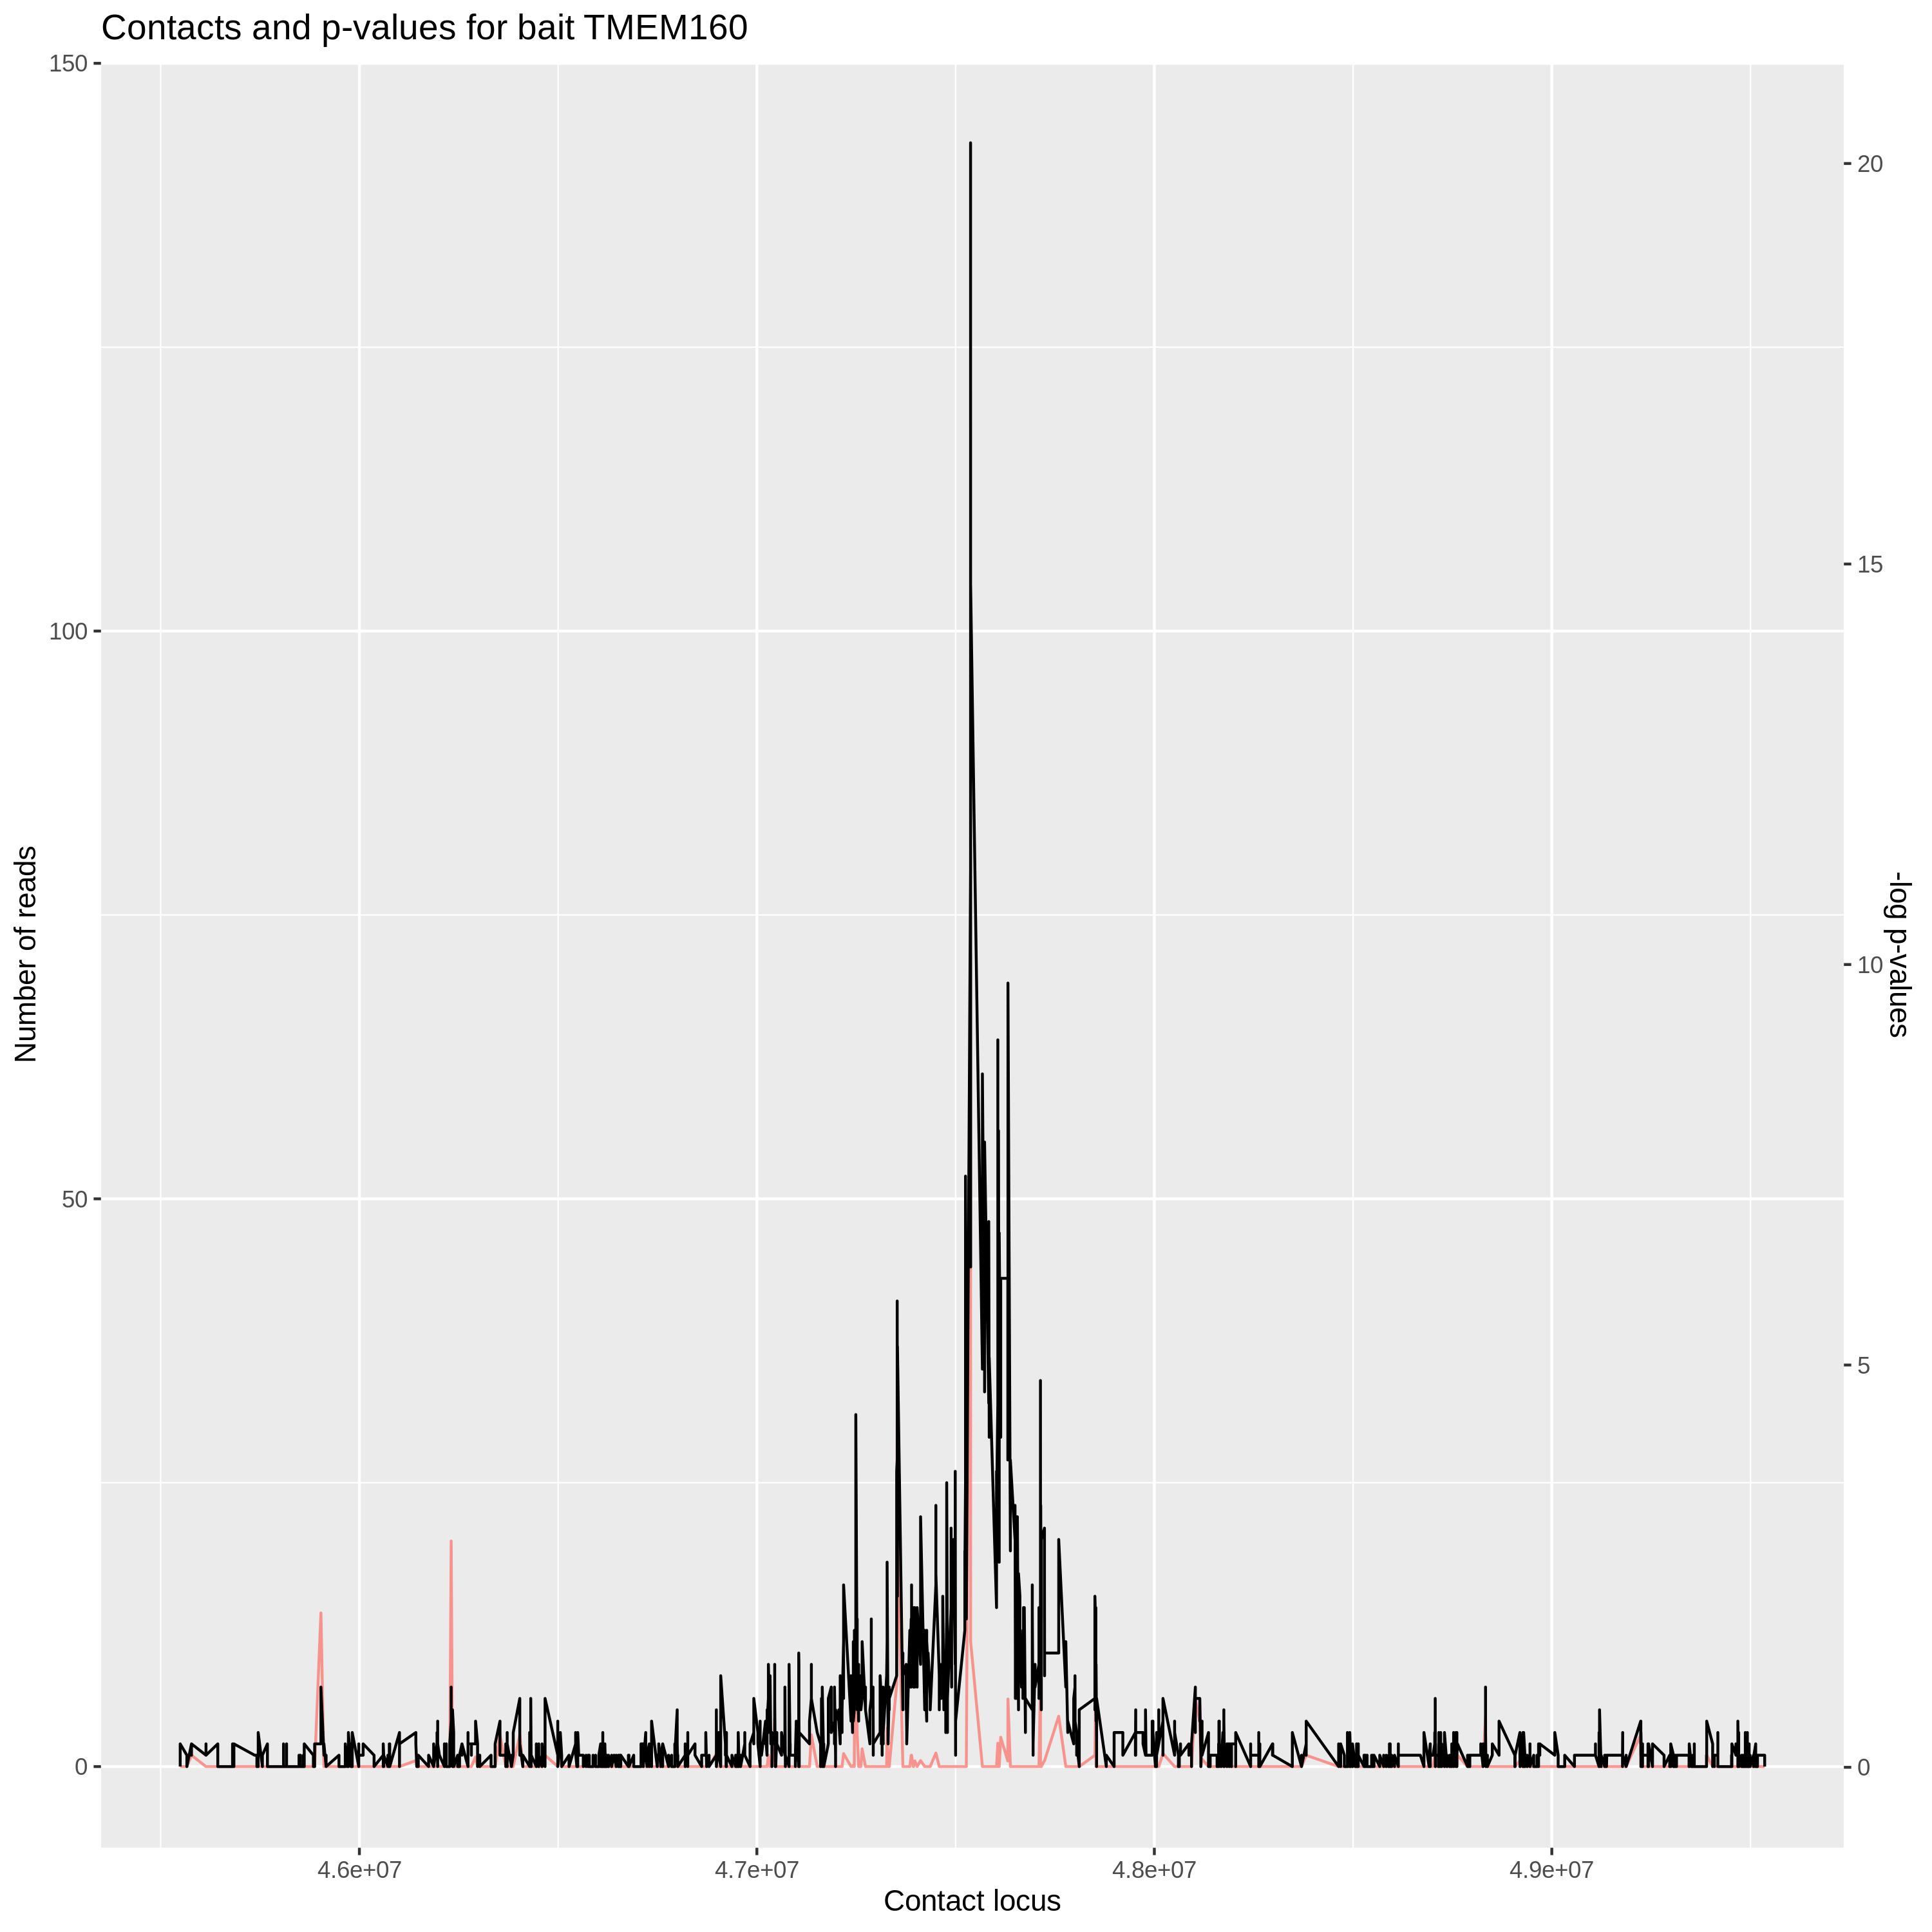 Contacts and p-values for bait TMEM160
150
100
50
0
Number of reads
20
15
10
5
0
-log p-values
4.6e+07
4.7e+07
4.8e+07
4.9e+07
Contact locus